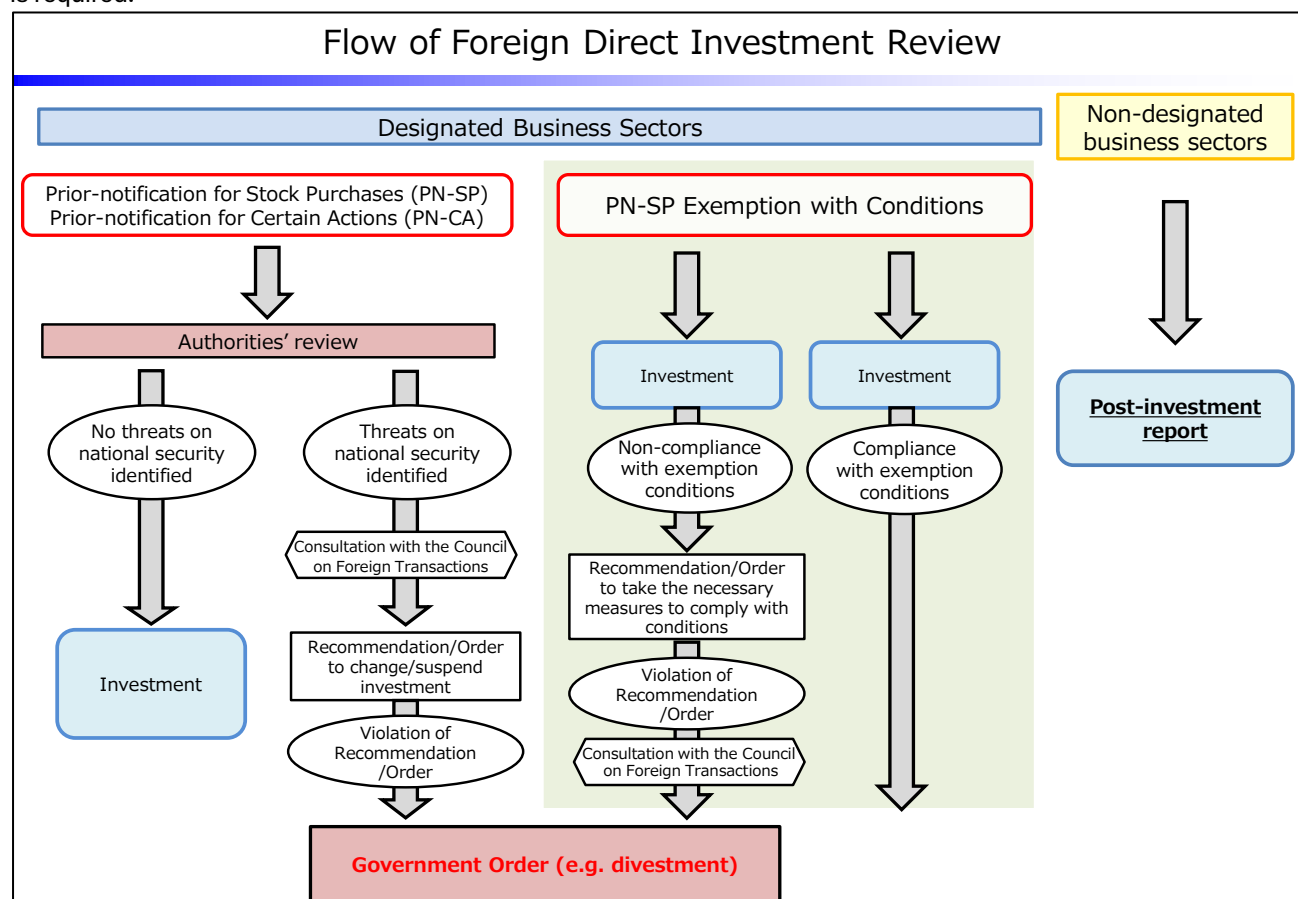 is required.
Flow of Foreign Direct Investment Review
Designated Business Sectors
Non-designated
business sectors
Prior-notification for Stock Purchases (PN-SP)
Prior-notification for Certain Actions (PN-CA)
PN-SP Exemption with Conditions
Authorities’ review
Investment
Investment
Post-investment
report
No threats on
national security
identified
Threats on
national security
identified
Non-compliance
with exemption
conditions
Compliance
with exemption
conditions
Consultation with the Council
on Foreign Transactions
Recommendation/Order
to take the necessary
measures to comply with
conditions
Investment
Recommendation/Order
to change/suspend
investment
Violation of
Recommendation
/Order
Violation of
Recommendation
/Order
Consultation with the Council
on Foreign Transactions
Government Order (e.g. divestment)